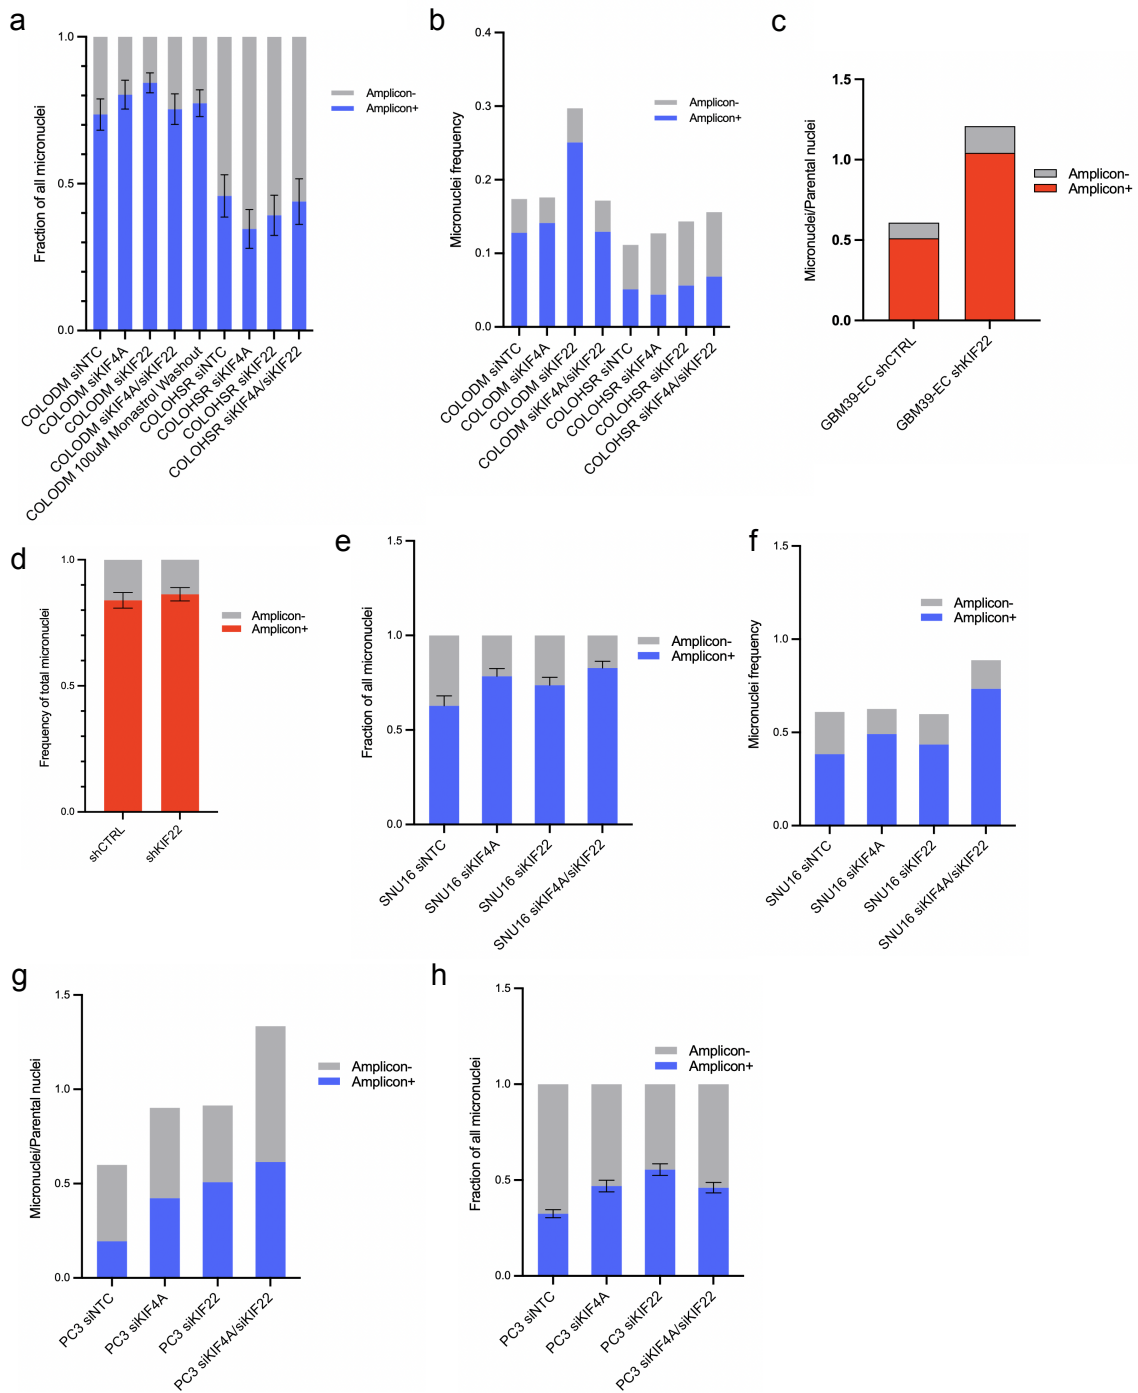 a
1.0
0.5
0.0
Fraction of all micronuclei
Amplicon-
Amplicon+
COLODM siNTC
COLODM siKIF4A
COLODM siKIF22
COLODM siKIF4A/siKIF22
COLODM 100uM Monastrol Washout
COLOHSR siNTC
COLOHSR siKIF4A
COLOHSR siKIF22
COLOHSR siKIF4A/siKIF22
b
0.4
0.3
0.2
0.1
0.0
Micronuclei frequency
Amplicon-
Amplicon+
COLODM siNTC
COLODM siKIF4A
COLODM siKIF22
COLODM siKIF4A/siKIF22
COLOHSR siNTC
COLOHSR siKIF4A
COLOHSR siKIF22
COLOHSR siKIF4A/siKIF22
c
1.5
1.0
0.5
0.0
Micronuclei/Parental nuclei
Amplicon-
Amplicon+
GBM39-EC shCTRL
GBM39-EC shKIF22
d
1.0
0.5
0.0
Frequency of total micronuclei
Amplicon-
Amplicon+
shCTRL
shKIF22
e
1.5
1.0
0.5
0.0
Fraction of all micronuclei
Amplicon-
Amplicon+
SNU16 siNTC
SNU16 siKIF4A
SNU16 siKIF22
SNU16 siKIF4A/siKIF22
f
1.5
1.0
0.5
0.0
Micronuclei frequency
Amplicon-
Amplicon+
SNU16 siNTC
SNU16 siKIF4A
SNU16 siKIF22
SNU16 siKIF4A/siKIF22
g
1.5
1.0
0.5
0.0
Micronuclei/Parental nuclei
Amplicon-
Amplicon+
PC3 siNTC
PC3 siKIF4A
PC3 siKIF22
PC3 siKIF4A/siKIF22
h
1.5
1.0
0.5
0.0
Fraction of all micronuclei
Amplicon-
Amplicon+
PC3 siNTC
PC3 siKIF4A
PC3 siKIF22
PC3 siKIF4A/siKIF22